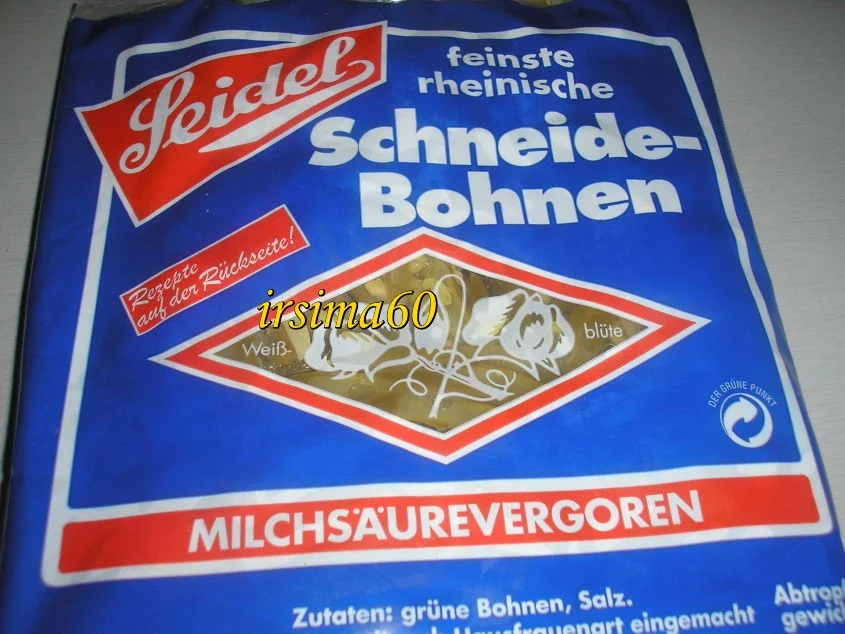 Seidel
feinste
rheinische
Schneide-
Bohnen
Rezepte
auf der Rückseite!
irsima60
Weiß-
blüte
DER GRÜNE PUNKT
MILCHSÄUREVERGOREN
Zutaten: grüne Bohnen, Salz.
Hausfrauenart eingemacht